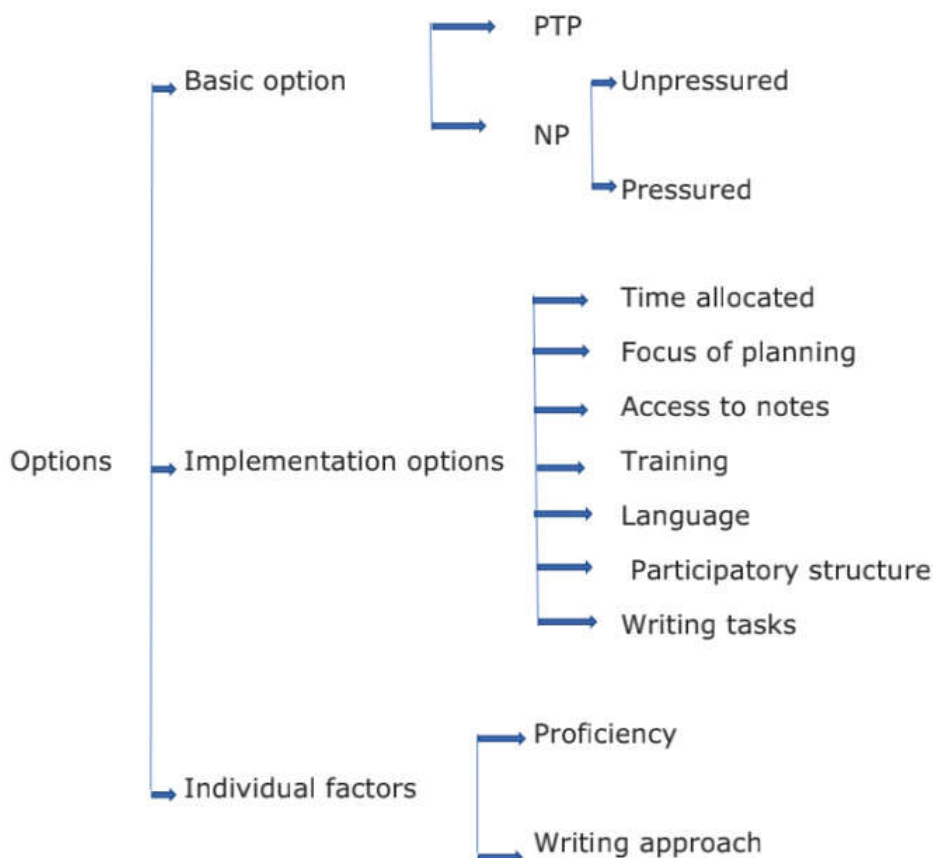 PTP
Basic option
Unpressured
NP
Pressured
Time allocated
Focus of planning
Access to notes
Options
Implementation options
Training
Language
Participatory structure
Writing tasks
Proficiency
Individual factors
Writing approach